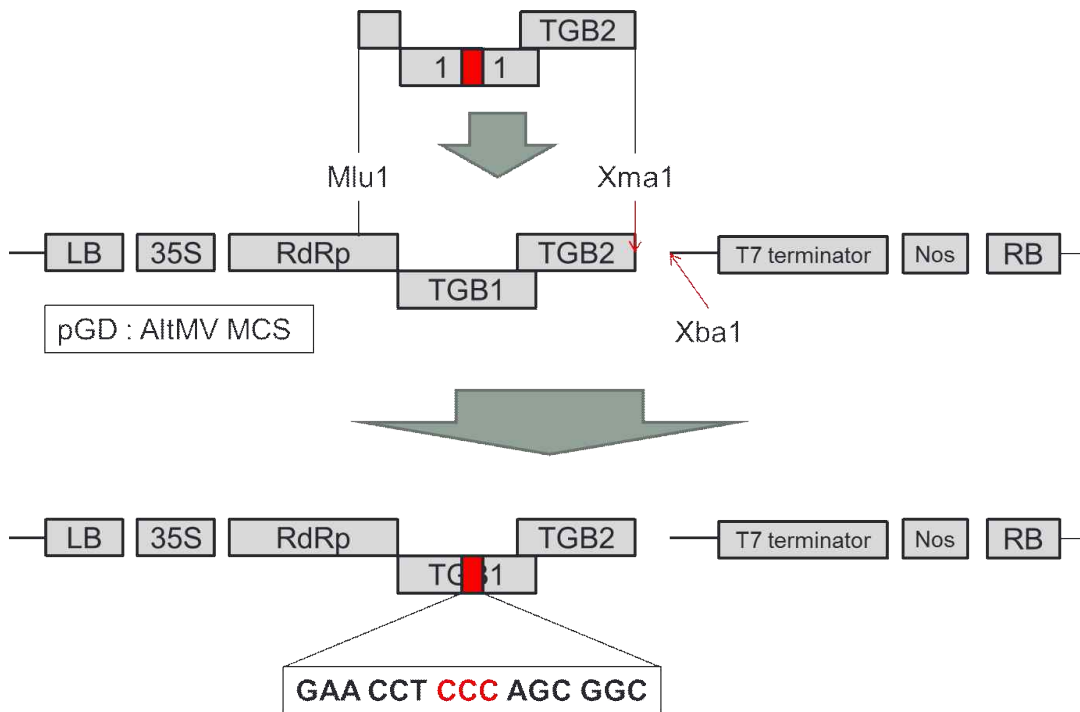 TGB2
1 1
Mlu1 Xma1
LB 35S RdRp TGB2 T7 terminator Nos RB
TGB1
pGD : AltMV MCS
Xba1
LB 35S RdRp TGB2 T7 terminator Nos RB
TGB1
GAA CCT CCC AGC GGC